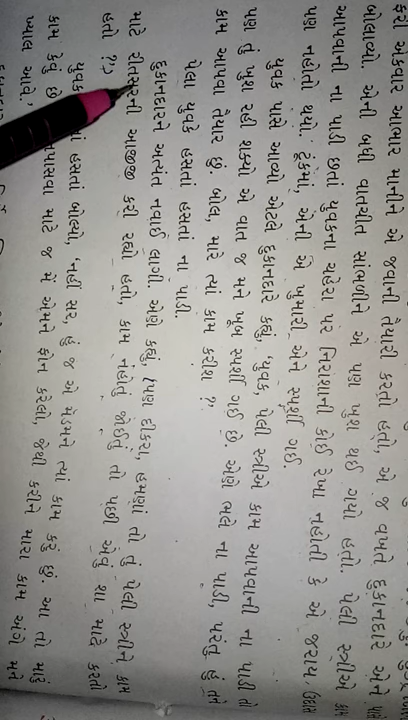 ફરી એકવાર આભાર માનીને એ જવાની તૈયારી કરતો હતો, એ જ વખતે દુકાનદારે એને
બોલાવ્યો. એની બધી વાતચીત સાંભળીને એ પણ ખુશ થઈ ગયો હતો. પેલી સ્ત્રીએ કામ
આપવાની ના પાડી છતાં યુવકના ચહેરા પર નિરાશાની કોઈ રેખા નહોતી કે એ જરાય ઉદાસ
પણ નહોતો થયો. ટૂંકમાં, એની એ ખુમારી એને સ્પર્શી ગઈ.
યુવક પાસે આવ્યો એટલે દુકાનદારે કહ્યું, 'યુવક, પેલી સ્ત્રીએ કામ આપવાની ના પાડી તો
પણ તું ખુશ રહી શક્યો એ વાત જ મને ખૂબ સ્પર્શી ગઈ છે. એણે ભલે ના પાડી, પરંતુ હું તને
કામ આપવા તૈયાર છું. બોલ, મારે ત્યાં કામ કરીશ ?'
પેલા યુવકે હસતાં હસતાં ના પાડી.
દુકાનદારને અત્યંત નવાઈ લાગી. એણે કહ્યું, 'પણ દીકરા, હમણાં તો તું પેલી સ્ત્રીને કામ
માટે રીતસરની આજીજી કરી રહ્યો હતો. કામ નહોતું જોઈતું તો પછી એવું શા માટે કરતો
હતો ?'
યુવક હસતાં બોલ્યો, 'નહીં સર, હું જ એ મેડમને ત્યાં કામ કરું છું. આ તો મારું
કામ કેવું છે તપાસવા માટે જ મેં એમને ફોન કરેલો, જેથી કરીને મારા કામ અંગે મને
ખ્યાલ આવે.'